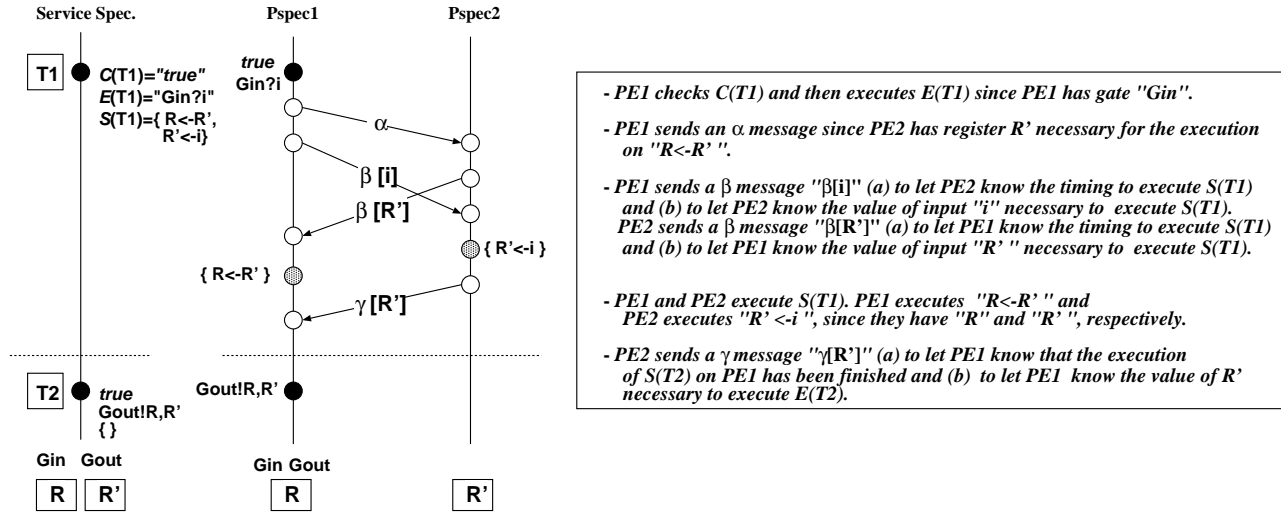 Service Spec.
Pspec1
Pspec2
T1
C(T1)="true"
E(T1)="Gin?i"
S(T1)={ R<-R',
R'<-i}
true
Gin?i
α
β [i]
β [R']
{ R'<-i }
{ R<-R' }
γ [R']
T2
true
Gout!R,R'
{ }
Gout!R,R'
Gin Gout
R R'
Gin Gout
R
R'
- PE1 checks C(T1) and then executes E(T1) since PE1 has gate "Gin".
- PE1 sends an α message since PE2 has register R' necessary for the execution
on "R<-R' ".
- PE1 sends a β message "β[i]" (a) to let PE2 know the timing to execute S(T1)
and (b) to let PE2 know the value of input "i" necessary to execute S(T1).
PE2 sends a β message "β[R']" (a) to let PE1 know the timing to execute S(T1)
and (b) to let PE1 know the value of input "R' " necessary to execute S(T1).
- PE1 and PE2 execute S(T1). PE1 executes "R<-R' " and
PE2 executes "R' <-i ", since they have "R" and "R' ", respectively.
- PE2 sends a γ message "γ[R']" (a) to let PE1 know that the execution
of S(T2) on PE1 has been finished and (b) to let PE1 know the value of R'
necessary to execute E(T2).